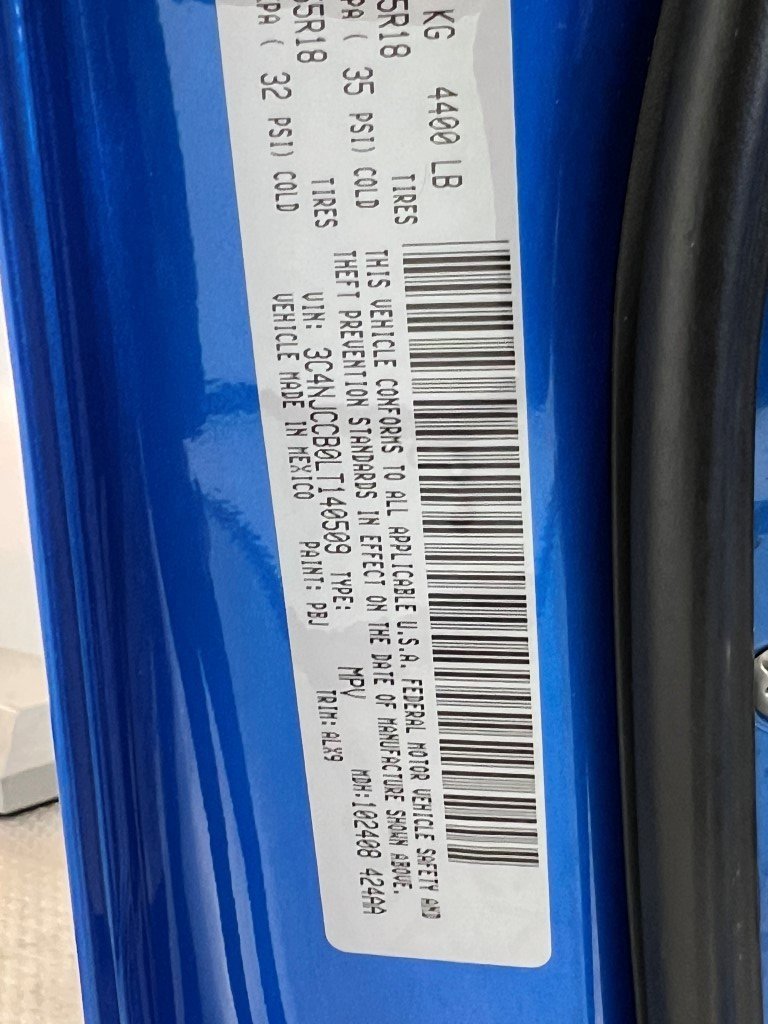 KG 4400 LB
5R18 TIRES
PA ( 35 PSI) COLD
5R18 TIRES
PA ( 32 PSI) COLD
THIS VEHICLE CONFORMS TO ALL APPLICABLE U.S.A. FEDERAL MOTOR VEHICLE SAFETY AND
THEFT PREVENTION STANDARDS IN EFFECT ON THE DATE OF MANUFACTURE SHOWN ABOVE.
VIN: 3C4NJCCB0LT140509 TYPE: MPV MDH:102408 424AA
VEHICLE MADE IN MEXICO PAINT: PBJ TRIM:ALX9